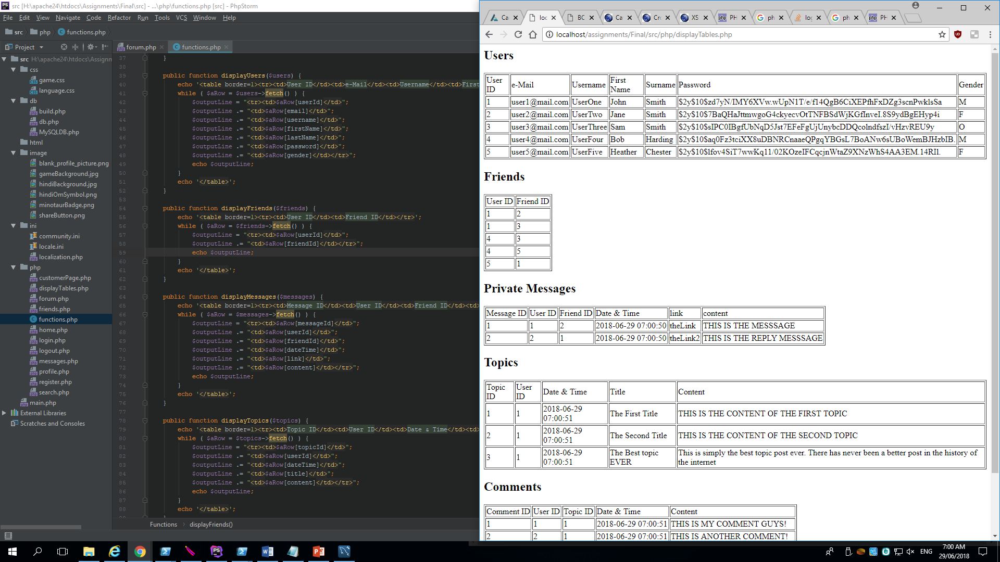 src [H:\apache24\htdocs\Assignments\Final\src] - ...\php\functions.php [src] - PhpStorm
File Edit View Navigate Code Refactor Run Tools VCS Window Help
src php functions.php
Project
forum.php functions.php
src H:\apache24\htdocs\Assignm
css
game.css
language.css
db
build.php
db.php
MySQLDB.php
html
image
blank_profile_picture.png
gameBackground.jpg
hindiBackground.jpg
hindiOmSymbol.png
minotaurBadge.png
shareButton.png
ini
community.ini
locale.ini
localization.php
php
customerPage.php
displayTables.php
forum.php
friends.php
functions.php
home.php
login.php
logout.php
messages.php
profile.php
register.php
search.php
main.php
External Libraries
Scratches and Consoles
37 }
38
39 public function displayUsers($users) {
40 echo '<table border=1><tr><td>User ID</td><td>e-Mail</td><td>Username</td><td>First
41 while ( $aRow = $users->fetch() ) {
42 $outputLine = "<tr><td>$aRow[userId]</td>";
43 $outputLine .= "<td>$aRow[email]</td>";
44 $outputLine .= "<td>$aRow[username]</td>";
45 $outputLine .= "<td>$aRow[firstName]</td>";
46 $outputLine .= "<td>$aRow[lastName]</td>";
47 $outputLine .= "<td>$aRow[password]</td>";
48 $outputLine .= "<td>$aRow[gender]</td></tr>";
49 echo $outputLine;
50 }
51 echo '</table>';
52 }
53
54 public function displayFriends($friends) {
55 echo '<table border=1><tr><td>User ID</td><td>Friend ID</td></tr>';
56 while ( $aRow = $friends->fetch() ) {
57 $outputLine = "<tr><td>$aRow[userId]</td>";
58 $outputLine .= "<td>$aRow[friendId]</td></tr>";
59 echo $outputLine;
60 }
61 echo '</table>';
62 }
63
64 public function displayMessages($messages) {
65 echo '<table border=1><tr><td>Message ID</td><td>User ID</td><td>Friend ID</td><td>
66 while ( $aRow = $messages->fetch() ) {
67 $outputLine = "<tr><td>$aRow[messageId]</td>";
68 $outputLine .= "<td>$aRow[userId]</td>";
69 $outputLine .= "<td>$aRow[friendId]</td>";
70 $outputLine .= "<td>$aRow[dateTime]</td>";
71 $outputLine .= "<td>$aRow[link]</td>";
72 $outputLine .= "<td>$aRow[content]</td></tr>";
73 echo $outputLine;
74 }
75 echo '</table>';
76 }
77
78 public function displayTopics($topics) {
79 echo '<table border=1><tr><td>Topic ID</td><td>User ID</td><td>Date & Time</td><td>
80 while ( $aRow = $topics->fetch() ) {
81 $outputLine = "<tr><td>$aRow[topicId]</td>";
82 $outputLine .= "<td>$aRow[userId]</td>";
83 $outputLine .= "<td>$aRow[dateTime]</td>";
84 $outputLine .= "<td>$aRow[title]</td>";
85 $outputLine .= "<td>$aRow[content]</td></tr>";
86 echo $outputLine;
87 }
88 echo '</table>';
Functions displayFriends()
Ca loc BC Ca Cro XS PH ph log ph PH
localhost/assignments/Final/src/php/displayTables.php
Users
User ID e-Mail Username First Name Surname Password Gender
1 user1@mail.com UserOne John Smith $2y$10$zd7yN/IMY6XVw.wUpN1T/e/f14QgB6CiXEPfhFxDZg3scnPwklsSa M
2 user2@mail.com UserTwo Jane Smith $2y$10$7BaQHaJttmwgoG4ckyecvOtTNFBSdWjKGfInveI.8S9ydBgEHyp4i F
3 user3@mail.com UserThree Sam Smith $2y$10$sIPC0IBgfUbNqD5Jst7EFeFgUjUnybcDDQcolndfszI/vHzvREU9y O
4 user4@mail.com UserFour Bob Harding $2y$10$aq0Fz3tciXX8uDBNRCnaaeQPgqYBGsL7BoANw6sUBoWemBJHzbIB. M
5 user5@mail.com UserFive Heather Chester $2y$10$lfov4SiT7wwKq11/02KOzeIFCqcjnWtaZ9XNzWhS4AA3EM.14RIl. F
Friends
User ID Friend ID
1 2
1 3
4 3
4 5
5 1
Private Messages
Message ID User ID Friend ID Date & Time link content
1 1 2 2018-06-29 07:00:50 theLink THIS IS THE MESSSAGE
2 2 1 2018-06-29 07:00:50 theLink2 THIS IS THE REPLY MESSSAGE
Topics
Topic ID User ID Date & Time Title Content
1 1 2018-06-29 07:00:51 The First Title THIS IS THE CONTENT OF THE FIRST TOPIC
2 1 2018-06-29 07:00:51 The Second Title THIS IS THE CONTENT OF THE SECOND TOPIC
3 1 2018-06-29 07:00:51 The Best topic EVER This is simply the best topic post ever. There has never been a better post in the history of the internet
Comments
Comment ID User ID Topic ID Date & Time Content
1 1 1 2018-06-29 07:00:51 THIS IS MY COMMENT GUYS!
2 2 1 2018-06-29 07:00:51 THIS IS ANOTHER COMMENT!
ENG
7:00 AM
29/06/2018